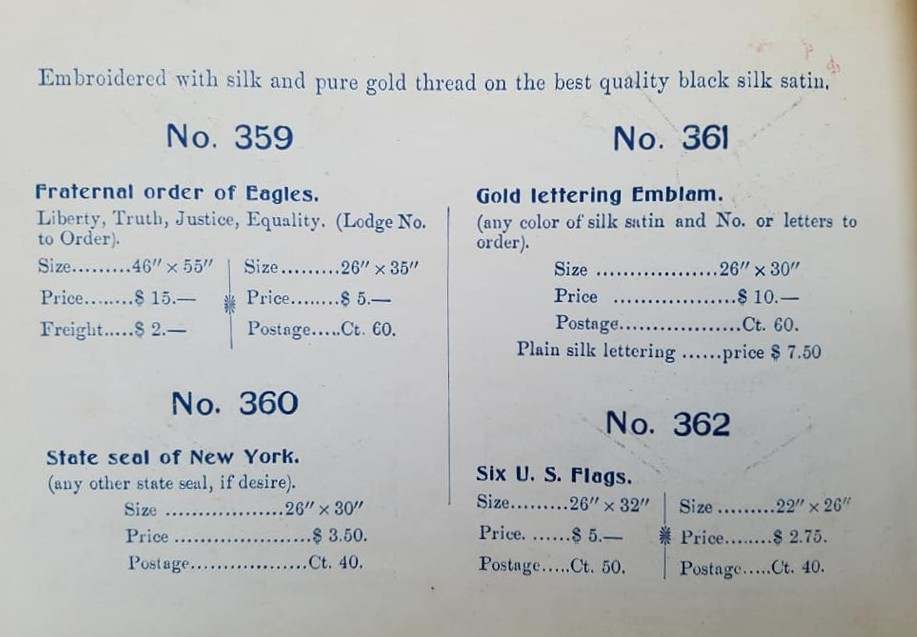 Embroidered with silk and pure gold thread on the best quality black silk satin.
No. 359
Fraternal order of Eagles.
Liberty, Truth, Justice, Equality. (Lodge No.
to Order).
Size.........46″ × 55″
Price........$ 15.—
Freight.....$ 2.—
Size.........26″ × 35″
Price........$ 5.—
Postage.....Ct. 60.
No. 360
State seal of New York.
(any other state seal, if desire).
Size ..................26″ × 30″
Price .....................$ 3.50.
Postage..................Ct. 40.
No. 361
Gold lettering Emblam.
(any color of silk satin and No. or letters to
order).
Size ..................26″ × 30″
Price ..................$ 10.—
Postage...................Ct. 60.
Plain silk lettering ......price $ 7.50
No. 362
Six U. S. Flags.
Size.........26″ × 32″
Price. ......$ 5.—
Postage.....Ct. 50.
Size .........22″ × 26″
Price........$ 2.75.
Postage.....Ct. 40.